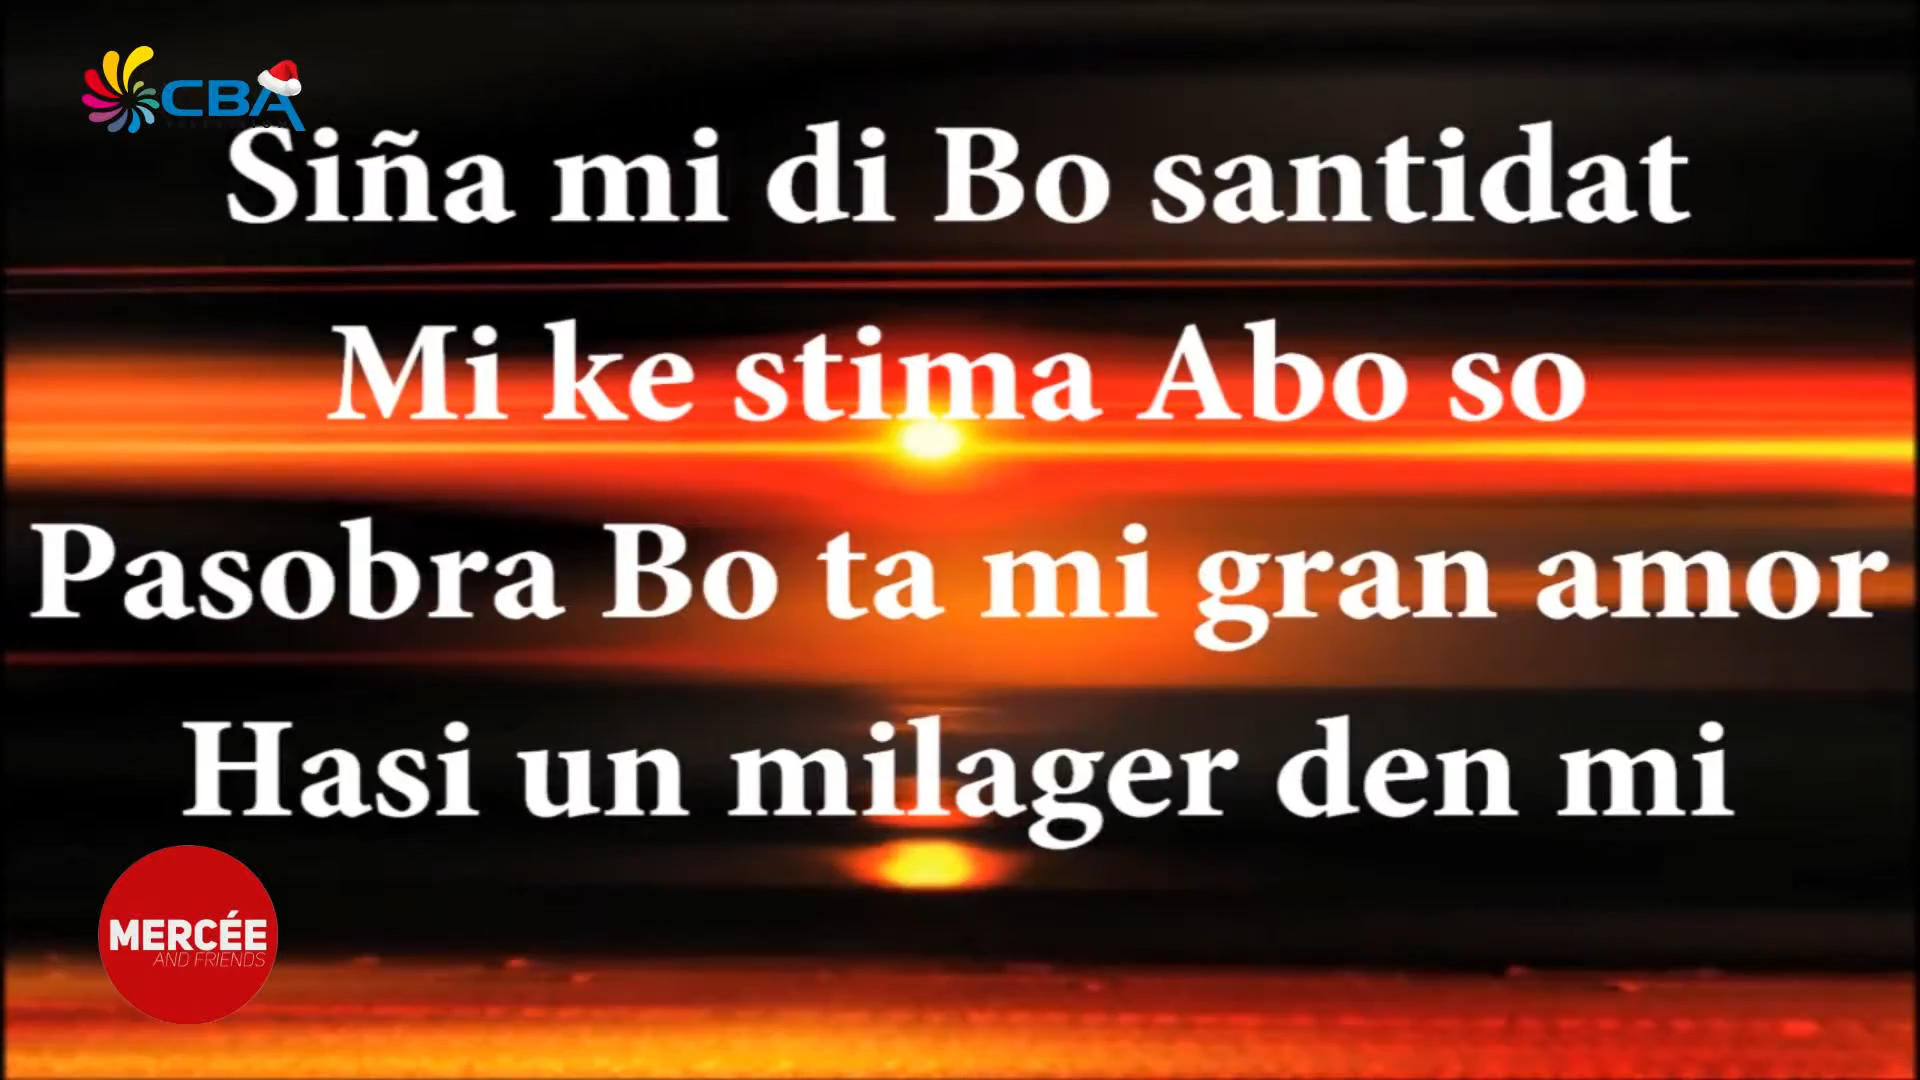 CBA
Siña mi di Bo santidat
Mi ke stima Abo so
Pasobra Bo ta mi gran amor
Hasi un milager den mi
MERCÉE
AND FRIENDS